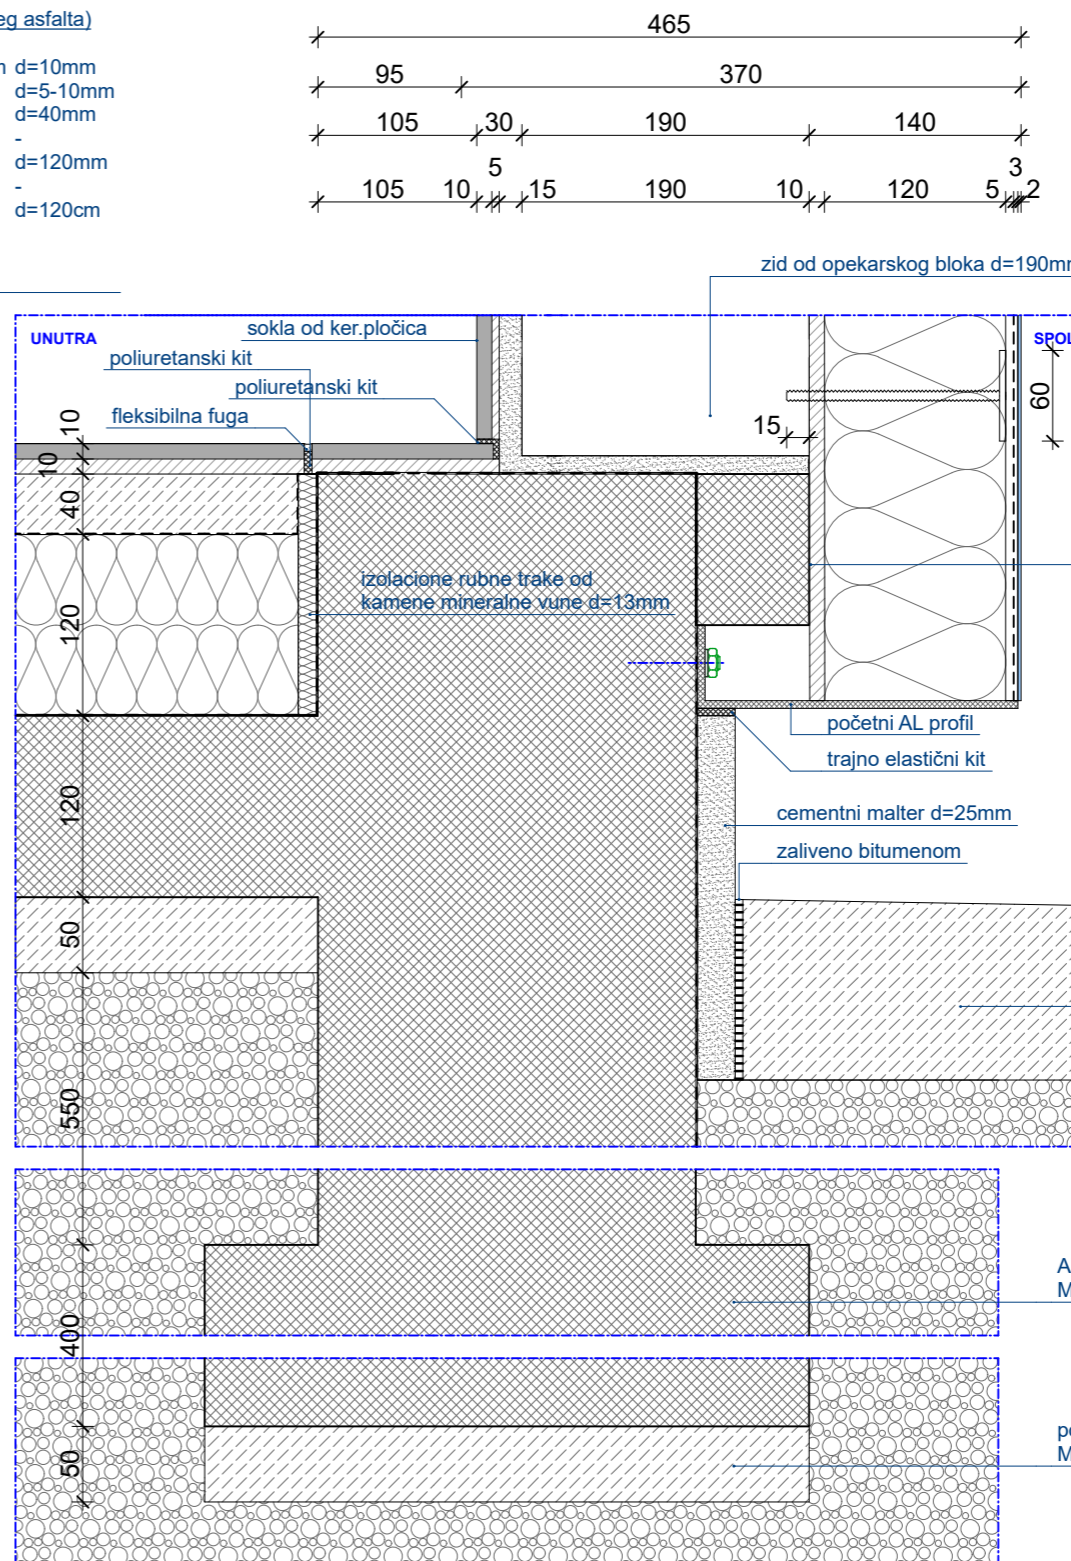 eg asfalta)
d=10mm
d=5-10mm
d=40mm
-
d=120mm
-
d=120cm
465
95 370
105 30 190 140
5 3
105 10 15 190 10 120 5 2
zid od opekarskog bloka d=190mm
UNUTRA
SPOL
sokla od ker.pločica
poliuretanski kit
poliuretanski kit
fleksibilna fuga
10
10
40
120
120
50
550
400
50
15
60
izolacione rubne trake od
kamene mineralne vune d=13mm
početni AL profil
trajno elastični kit
cementni malter d=25mm
zaliveno bitumenom
A
M
M